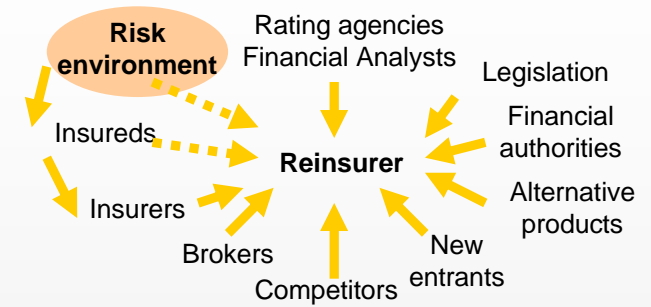 Risk
environment
Rating agencies
Financial Analysts
Legislation
Financial
authorities
Insureds
Reinsurer
Alternative
products
Insurers
Brokers
New
entrants
Competitors